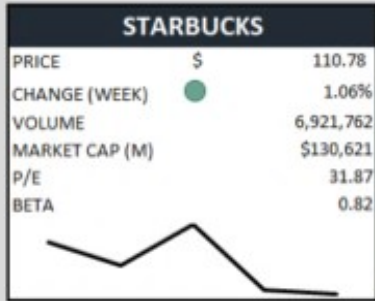 STARBUCKS
PRICE $ 110.78
CHANGE (WEEK) 1.06%
VOLUME 6,921,762
MARKET CAP (M) $130,621
P/E 31.87
BETA 0.82